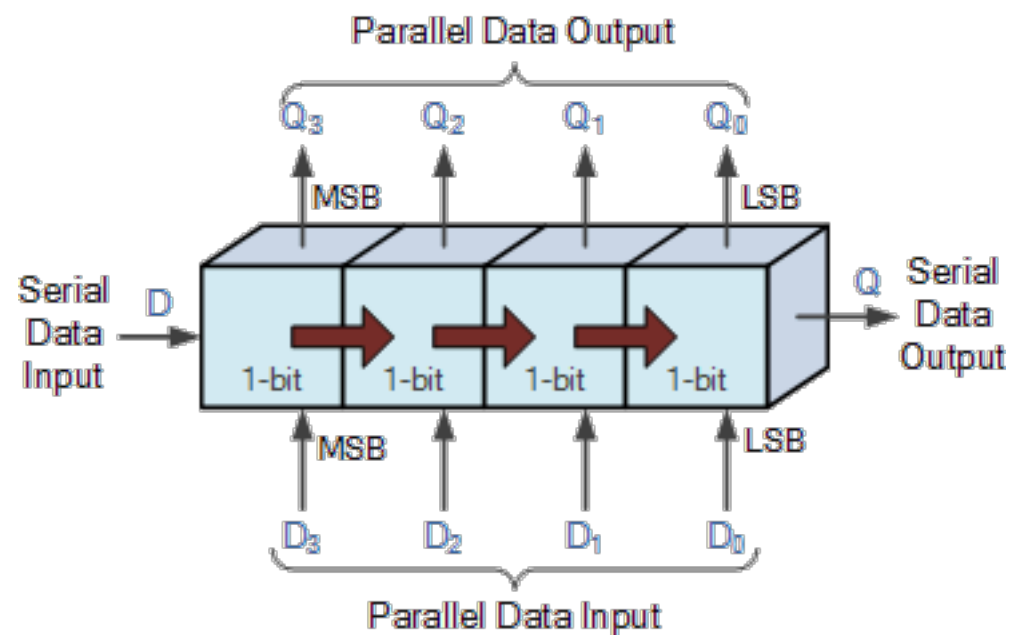 Parallel Data Output
Q₃ Q₂ Q₁ Q₀
MSB LSB
Serial
Data
Input
D
1-bit 1-bit 1-bit 1-bit
Q
Serial
Data
Output
MSB LSB
D₃ D₂ D₁ D₀
Parallel Data Input